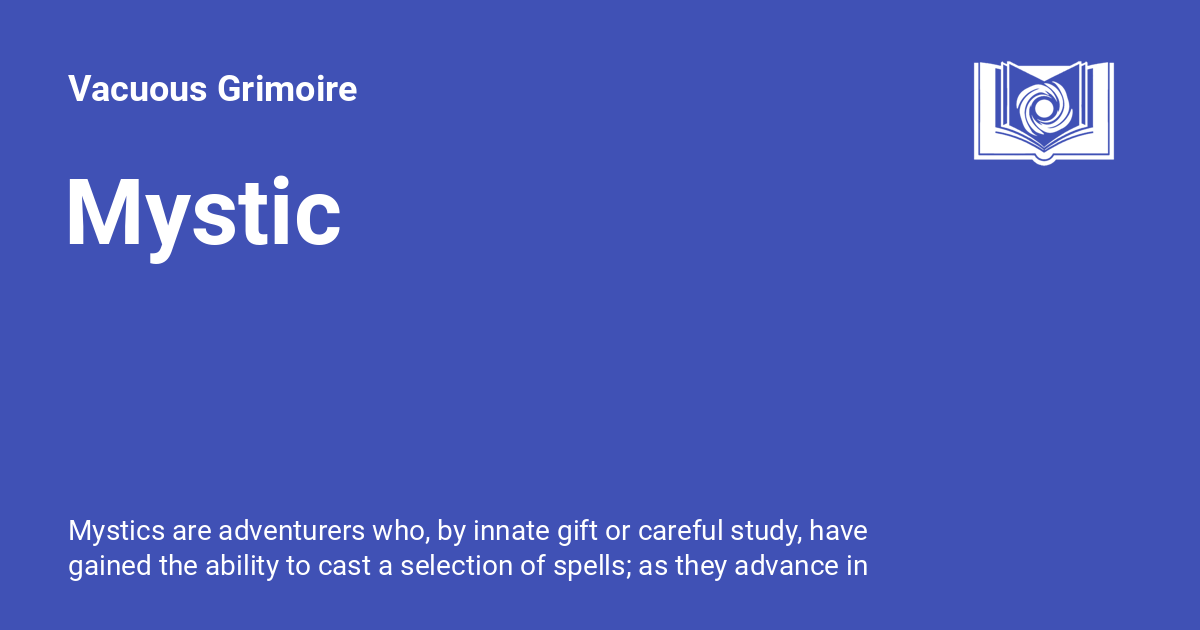 Vacuous Grimoire
Mystic
Mystics are adventurers who, by innate gift or careful study, have
gained the ability to cast a selection of spells; as they advance in